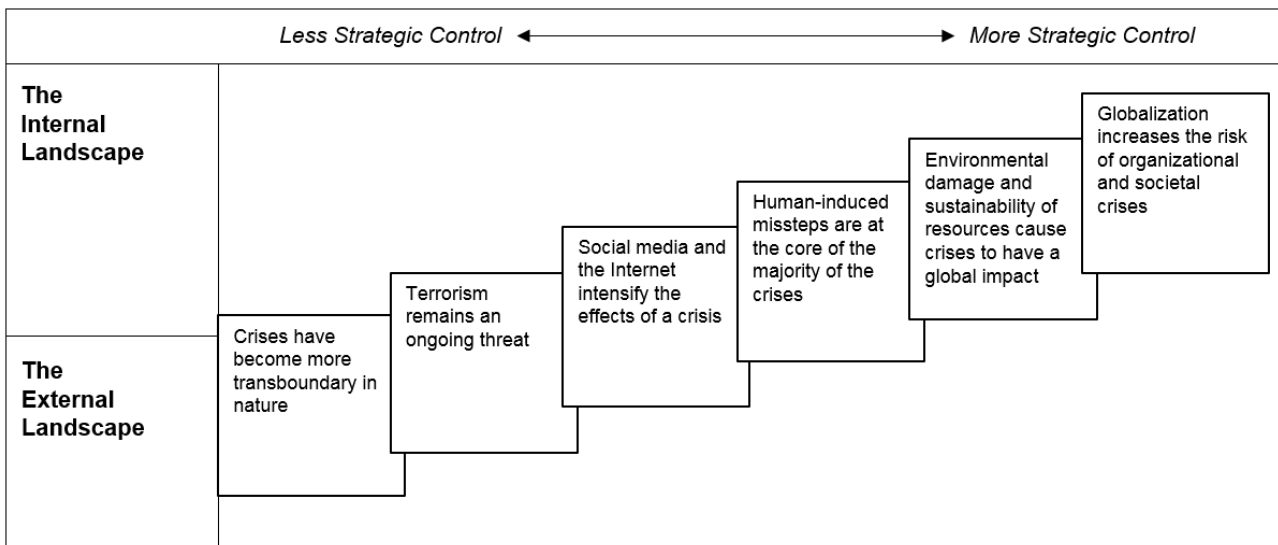 Less Strategic Control
More Strategic Control
The
Internal
Landscape
The
External
Landscape
Crises have
become more
transboundary in
nature
Terrorism
remains an
ongoing threat
Social media and
the Internet
intensify the
effects of a crisis
Human-induced
missteps are at
the core of the
majority of the
crises
Environmental
damage and
sustainability of
resources cause
crises to have a
global impact
Globalization
increases the risk
of organizational
and societal
crises